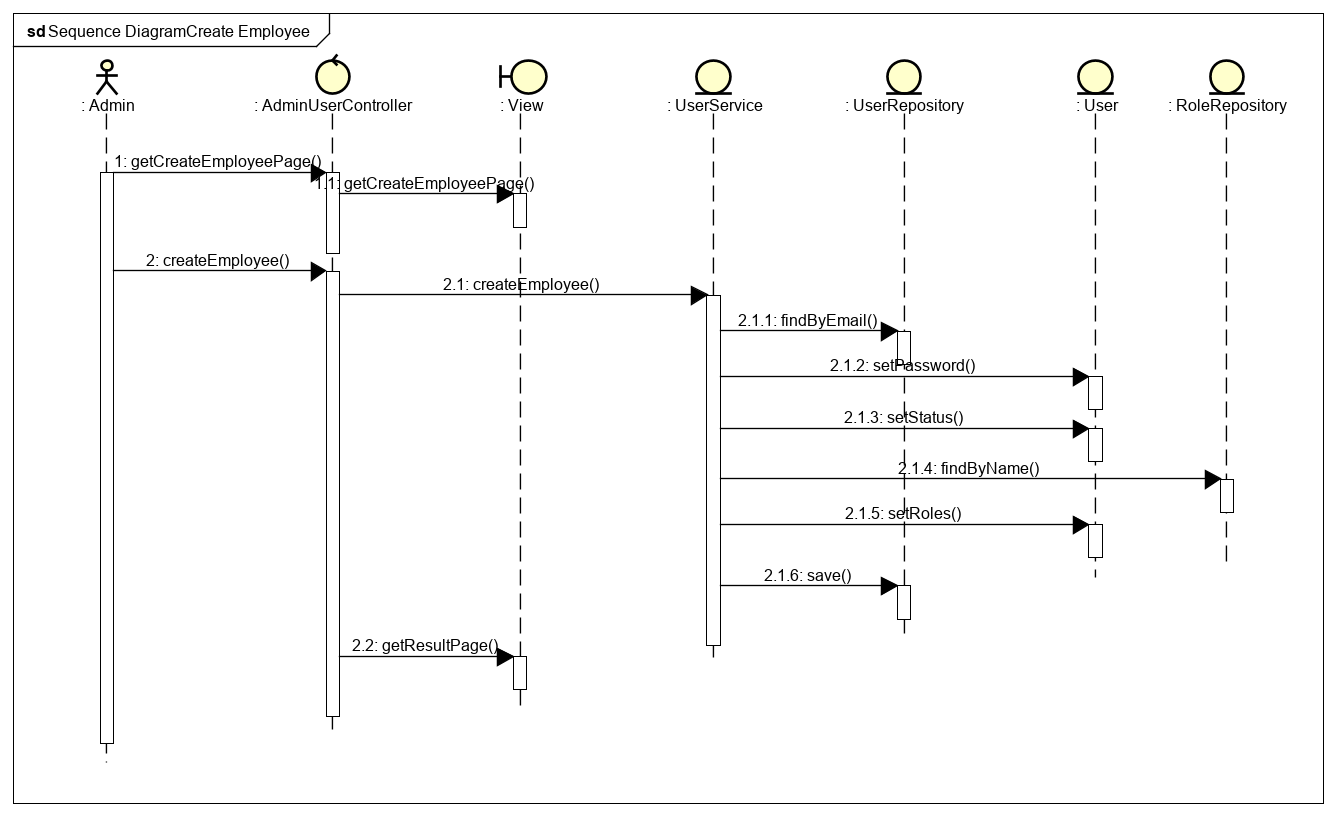 sd Sequence DiagramCreate Employee
: Admin
: AdminUserController
: View
: UserService
: UserRepository
: User
: RoleRepository
1: getCreateEmployeePage()
1.1: getCreateEmployeePage()
2: createEmployee()
2.1: createEmployee()
2.1.1: findByEmail()
2.1.2: setPassword()
2.1.3: setStatus()
2.1.4: findByName()
2.1.5: setRoles()
2.1.6: save()
2.2: getResultPage()